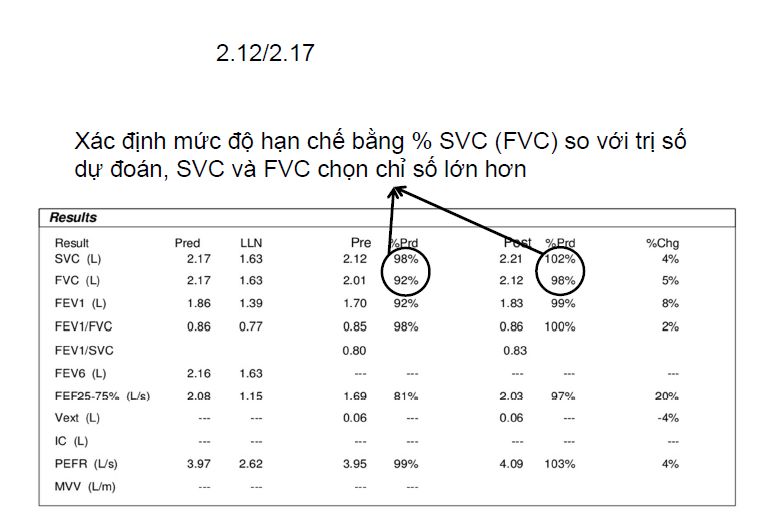 2.12/2.17
Xác định mức độ hạn chế bằng % SVC (FVC) so với trị số
dự đoán, SVC và FVC chọn chỉ số lớn hơn
Results
Result Pred LLN Pre %Prd Post %Prd %Chg
SVC (L) 2.17 1.63 2.12 98% 2.21 102% 4%
FVC (L) 2.17 1.63 2.01 92% 2.12 98% 5%
FEV1 (L) 1.86 1.39 1.70 92% 1.83 99% 8%
FEV1/FVC 0.86 0.77 0.85 98% 0.86 100% 2%
FEV1/SVC 0.80 0.83
FEV6 (L) 2.16 1.63 --- --- --- --- ---
FEF25-75% (L/s) 2.08 1.15 1.69 81% 2.03 97% 20%
Vext (L) --- --- 0.06 --- 0.06 --- -4%
IC (L) --- --- --- --- --- --- ---
PEFR (L/s) 3.97 2.62 3.95 99% 4.09 103% 4%
MVV (L/m) --- --- --- ---